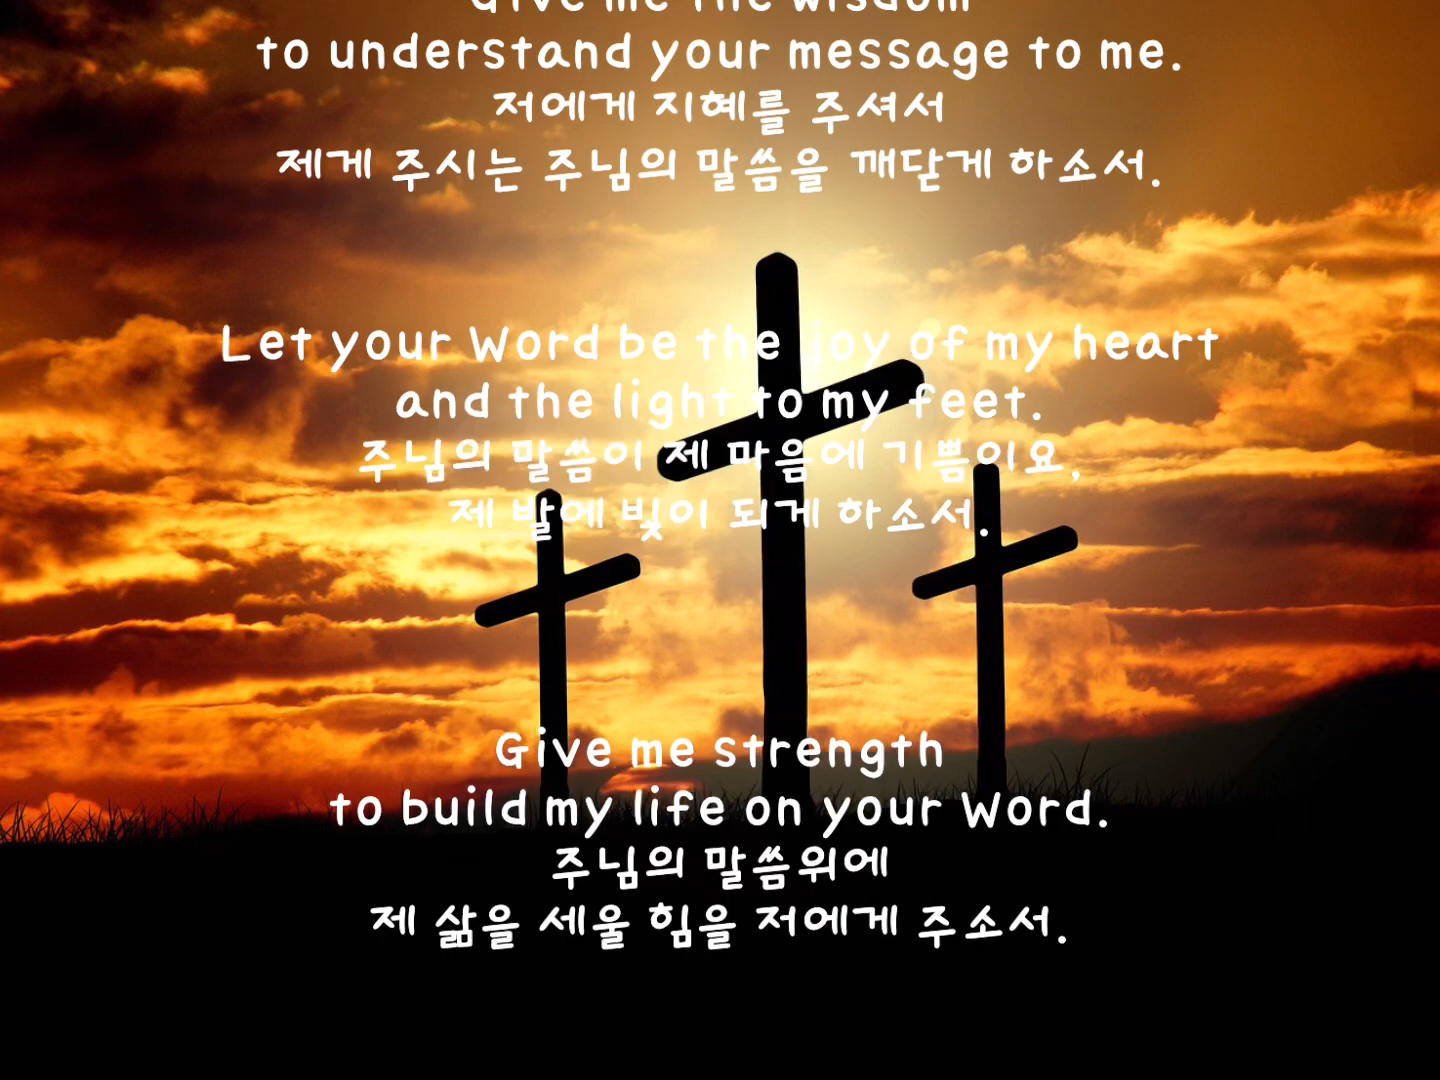 Give me the wisdom
to understand your message to me.
저에게 지혜를 주셔서
제게 주시는 주님의 말씀을 깨닫게 하소서.
Let your Word be the joy of my heart
and the light to my feet.
주님의 말씀이 제 마음에 기쁨이요,
제 발에 빛이 되게 하소서.
Give me strength
to build my life on your Word.
주님의 말씀위에
제 삶을 세울 힘을 저에게 주소서.